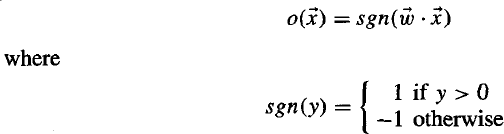 o(x⃗) = sgn(w⃗ · x⃗)
where
sgn(y) = { 1 if y > 0
−1 otherwise